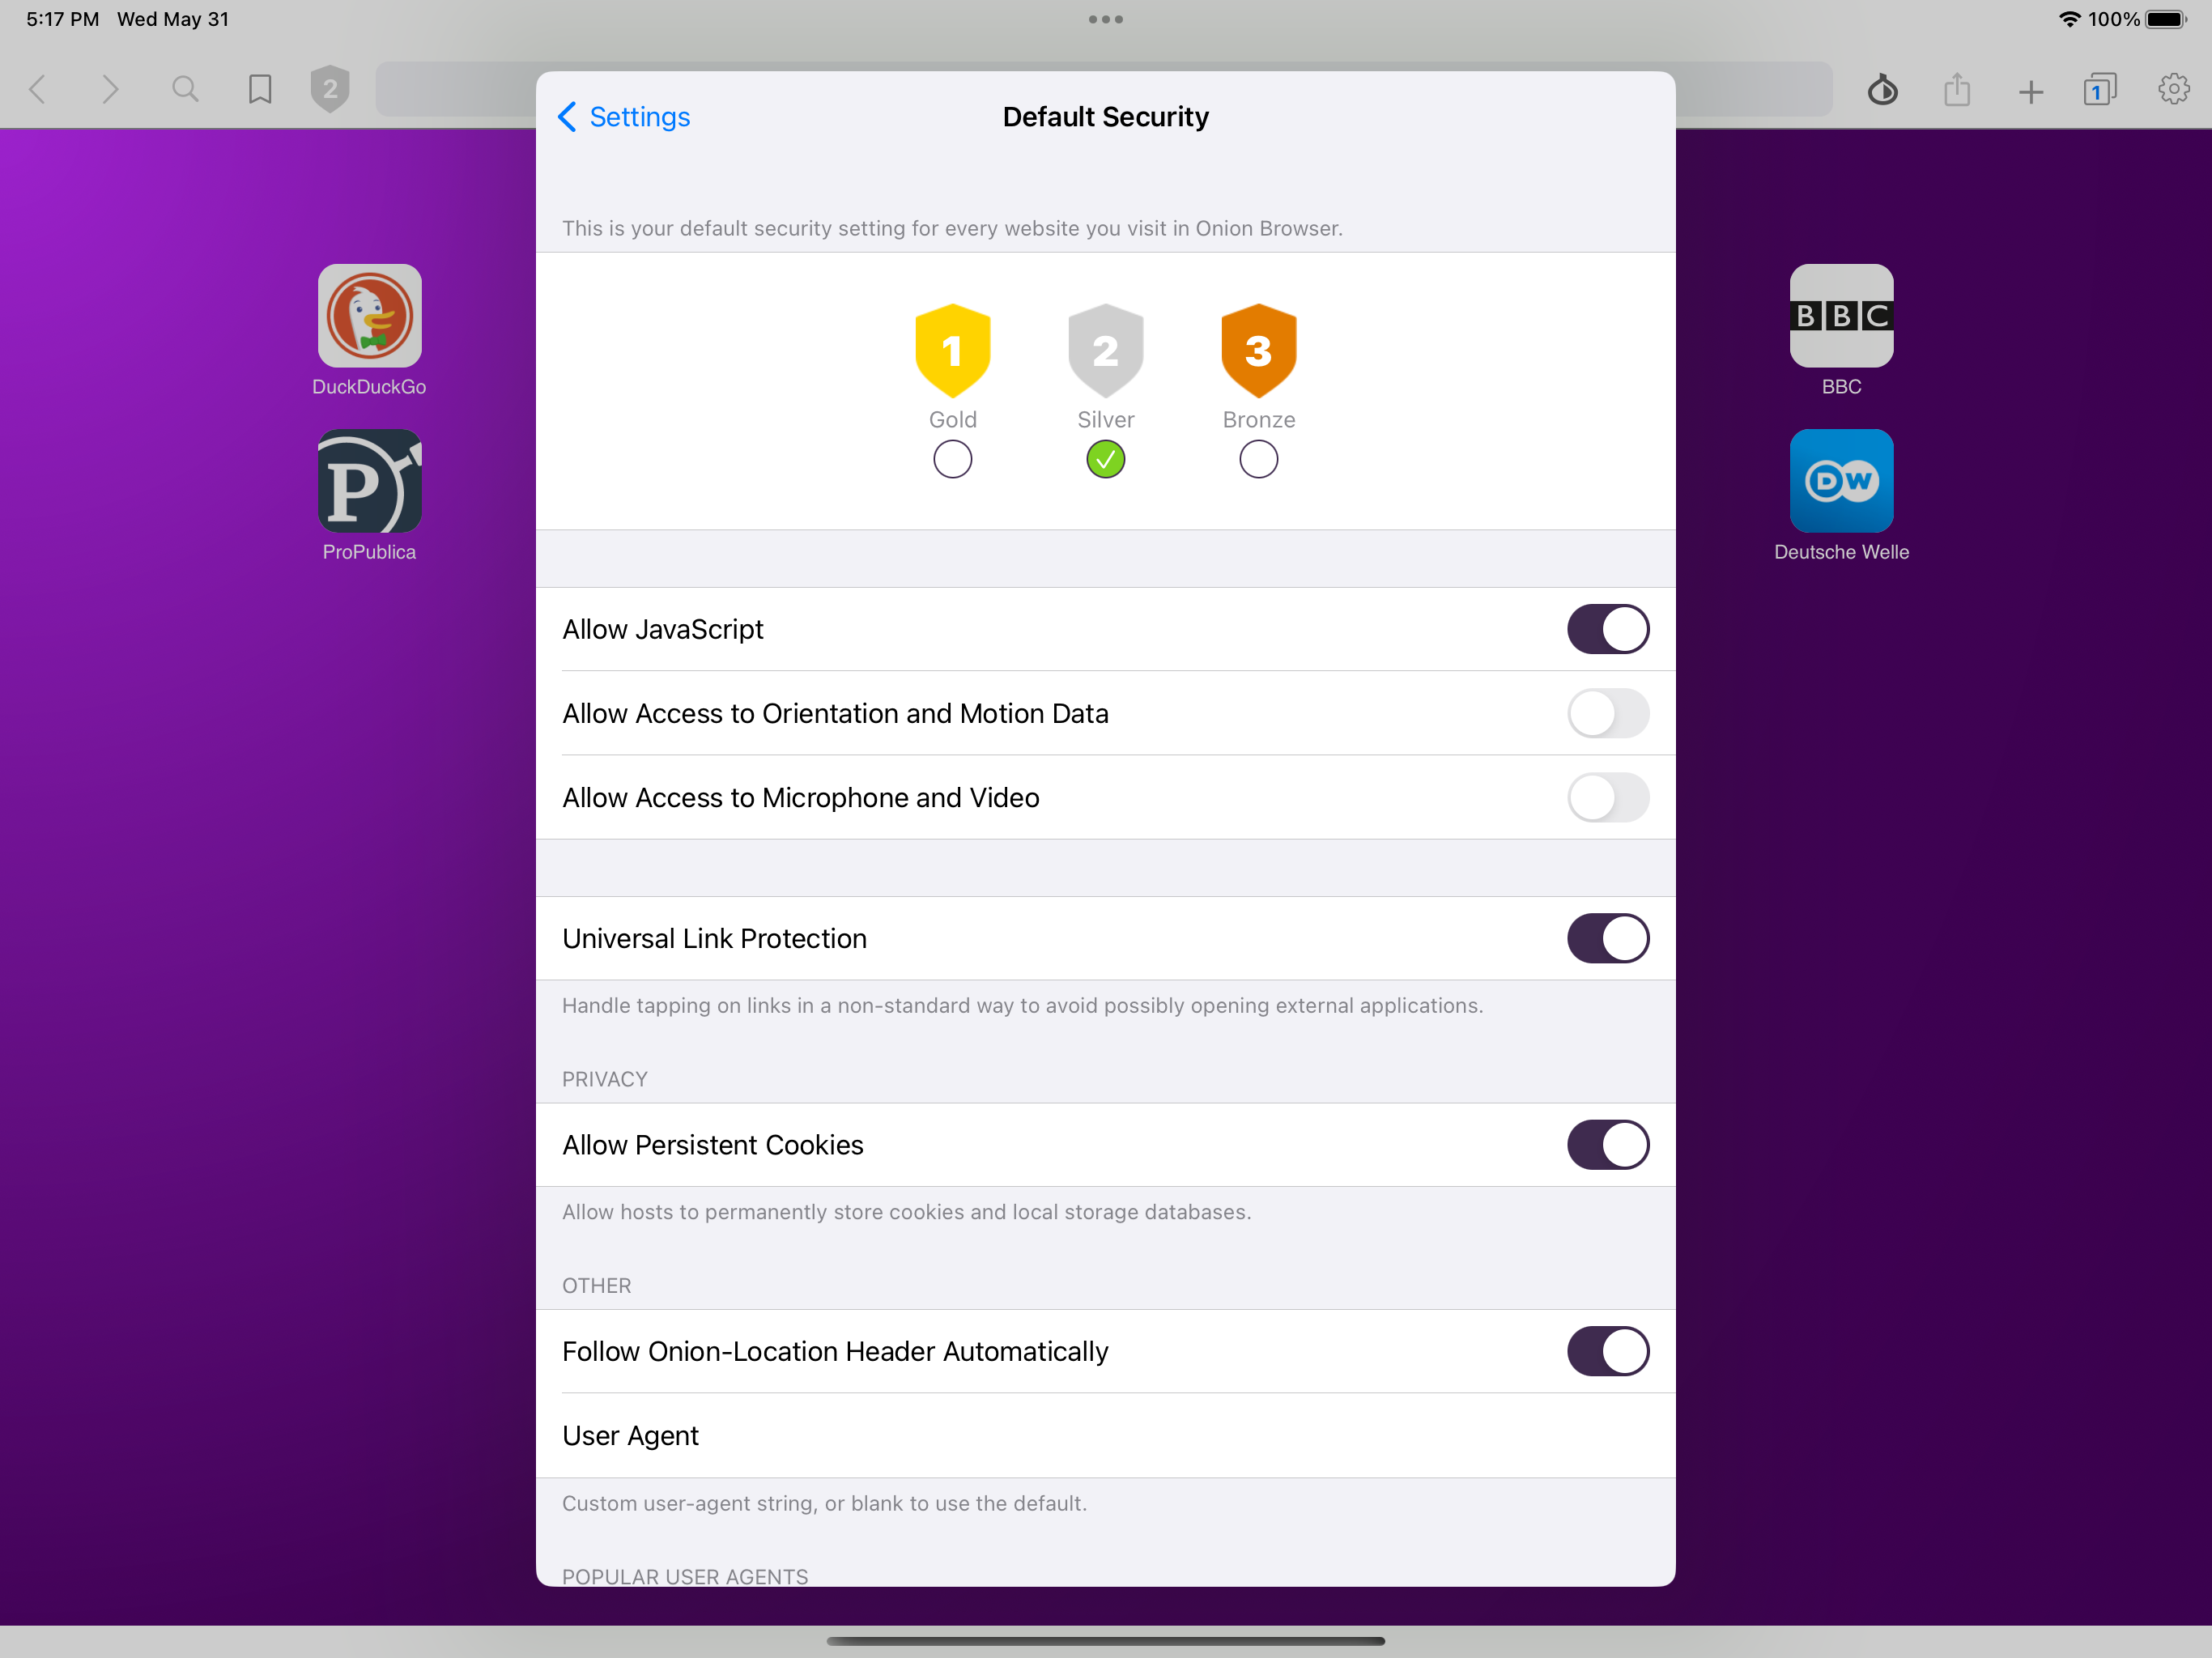 5:17 PM Wed May 31
100%
2
1
Settings
Default Security
This is your default security setting for every website you visit in Onion Browser.
1 2 3
Gold Silver Bronze
DuckDuckGo
BBC
BBC
P
ProPublica
DW
Deutsche Welle
Allow JavaScript
Allow Access to Orientation and Motion Data
Allow Access to Microphone and Video
Universal Link Protection
Handle tapping on links in a non-standard way to avoid possibly opening external applications.
PRIVACY
Allow Persistent Cookies
Allow hosts to permanently store cookies and local storage databases.
OTHER
Follow Onion-Location Header Automatically
User Agent
Custom user-agent string, or blank to use the default.
POPULAR USER AGENTS